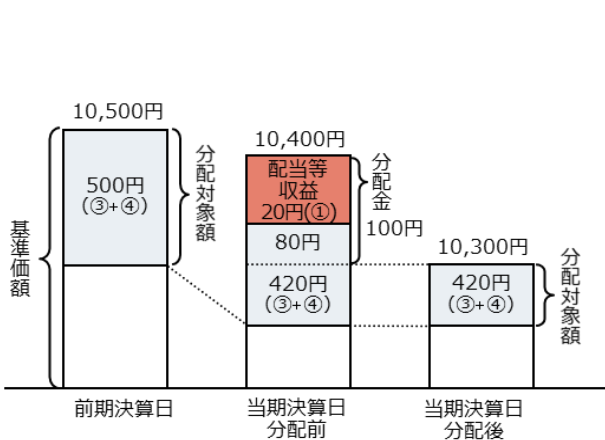 基準価額
10,500円
500円
(③+④)
分配対象額
前期決算日
10,400円
配当等
収益
20円(①)
80円
420円
(③+④)
分配金
100円
当期決算日
分配前
10,300円
420円
(③+④)
分配対象額
当期決算日
分配後